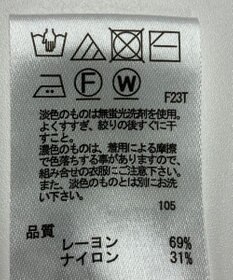 F W
F23T
淡色のものは無蛍光洗剤を使用。
よくすすぎ、絞りの後すぐに干
すこと。
濃色のものは、着用による摩擦
で色落ちする事がありますので、
組み合せの衣服にご注意下さい。
また、淡色のものとは別にお洗
い下さい。
105
品質
レーヨン 69%
ナイロン 31%